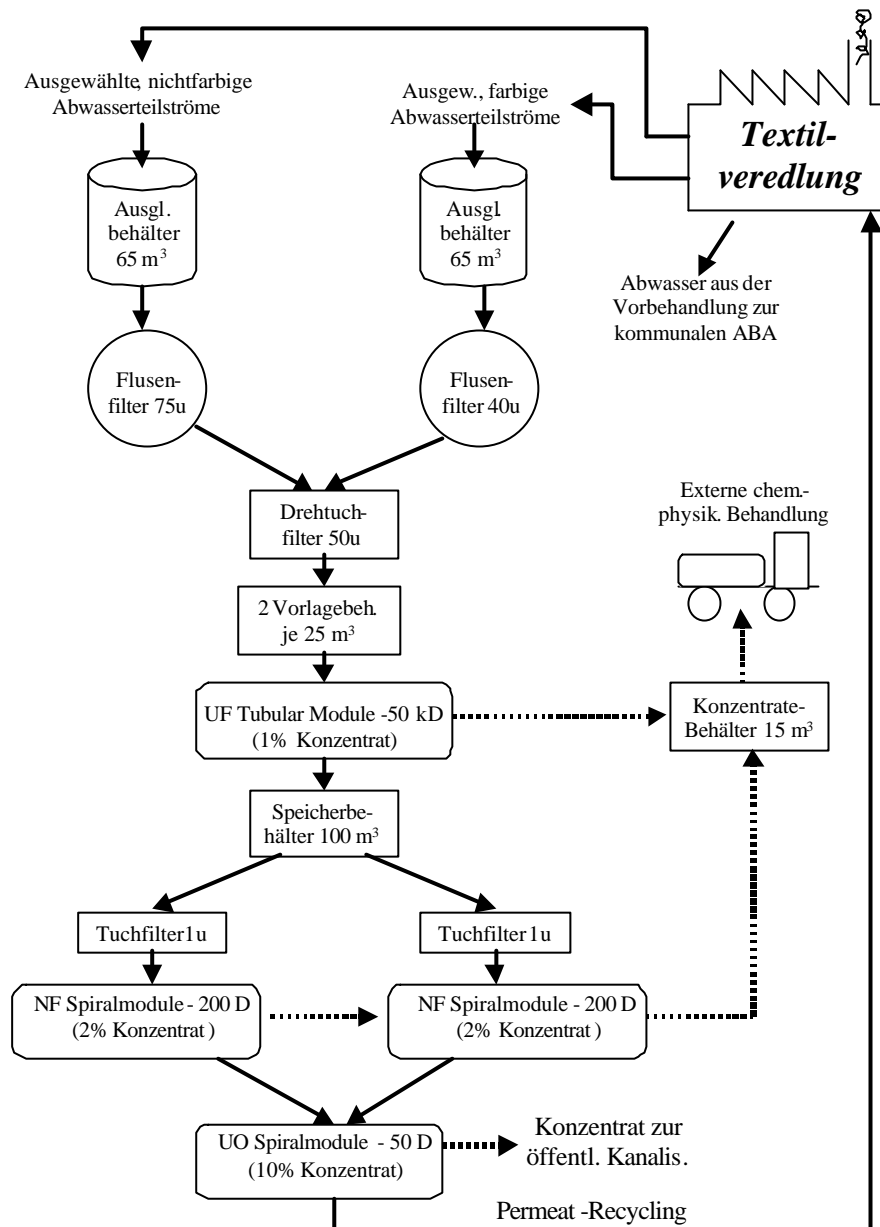 Ausgewählte, nichtfarbige
Abwasserteilströme
Ausgew., farbige
Abwasserteilströme
Textil-
veredlung
Ausgl.
behälter
65 m³
Ausgl.
behälter
65 m³
Abwasser aus der
Vorbehandlung zur
kommunalen ABA
Flusen-
filter 75u
Flusen-
filter 40u
Drehtuch-
filter 50u
Externe chem.-
physik. Behandlung
2 Vorlagebeh.
je 25 m³
UF Tubular Module -50 kD
(1% Konzentrat)
Konzentrate-
Behälter 15 m³
Speicherbe-
hälter 100 m³
Tuchfilter 1u
Tuchfilter 1u
NF Spiralmodule - 200 D
(2% Konzentrat )
NF Spiralmodule - 200 D
(2% Konzentrat )
UO Spiralmodule - 50 D
(10% Konzentrat)
Konzentrat zur
öffentl. Kanalis.
Permeat -Recycling